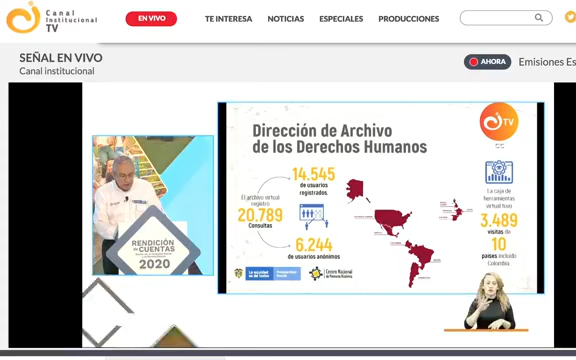 Canal
Institucional
TV
EN VIVO
TE INTERESA
NOTICIAS
ESPECIALES
PRODUCCIONES
SEÑAL EN VIVO
Canal institucional
AHORA
Emisiones Es
TV
CC
Dirección de Archivo
de los Derechos Humanos
14.545
de usuarios
registrados.
El archivo virtual
registró
20.789
Consultas
6.244
de usuarios anónimos
La caja de
herramientas
virtual tuvo
3.489
visitas de
10
países incluido
Colombia
RENDICIÓN
DE CUENTAS
2020
Centro Nacional
de Memoria Histórica